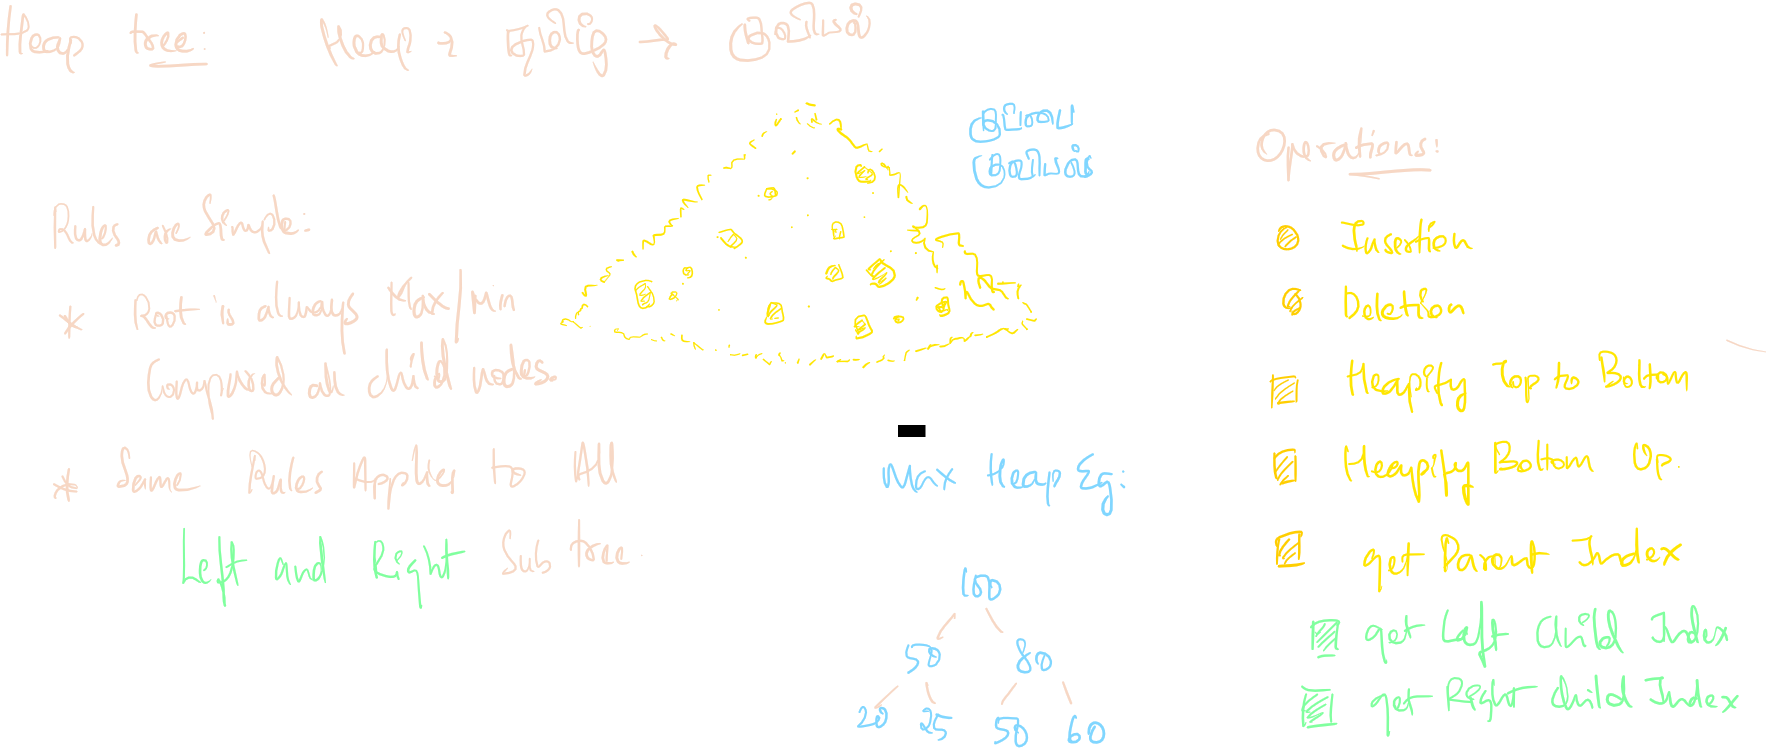 Heap tree: Heap → தமிழ் → குவியல்
குப்பை
குவியல்
Rules are Simple:
* Root is always Max/Min
Compared all child nodes.
* Same Rules Applies to All
Left and Right Sub tree
Max Heap Eg:
100
50 80
20 25 50 60
Operations:
Insertion
Deletion
Heapify Top to Bottom
Heapify Bottom Up.
get Parent Index
get Left Child Index
get Right child Index